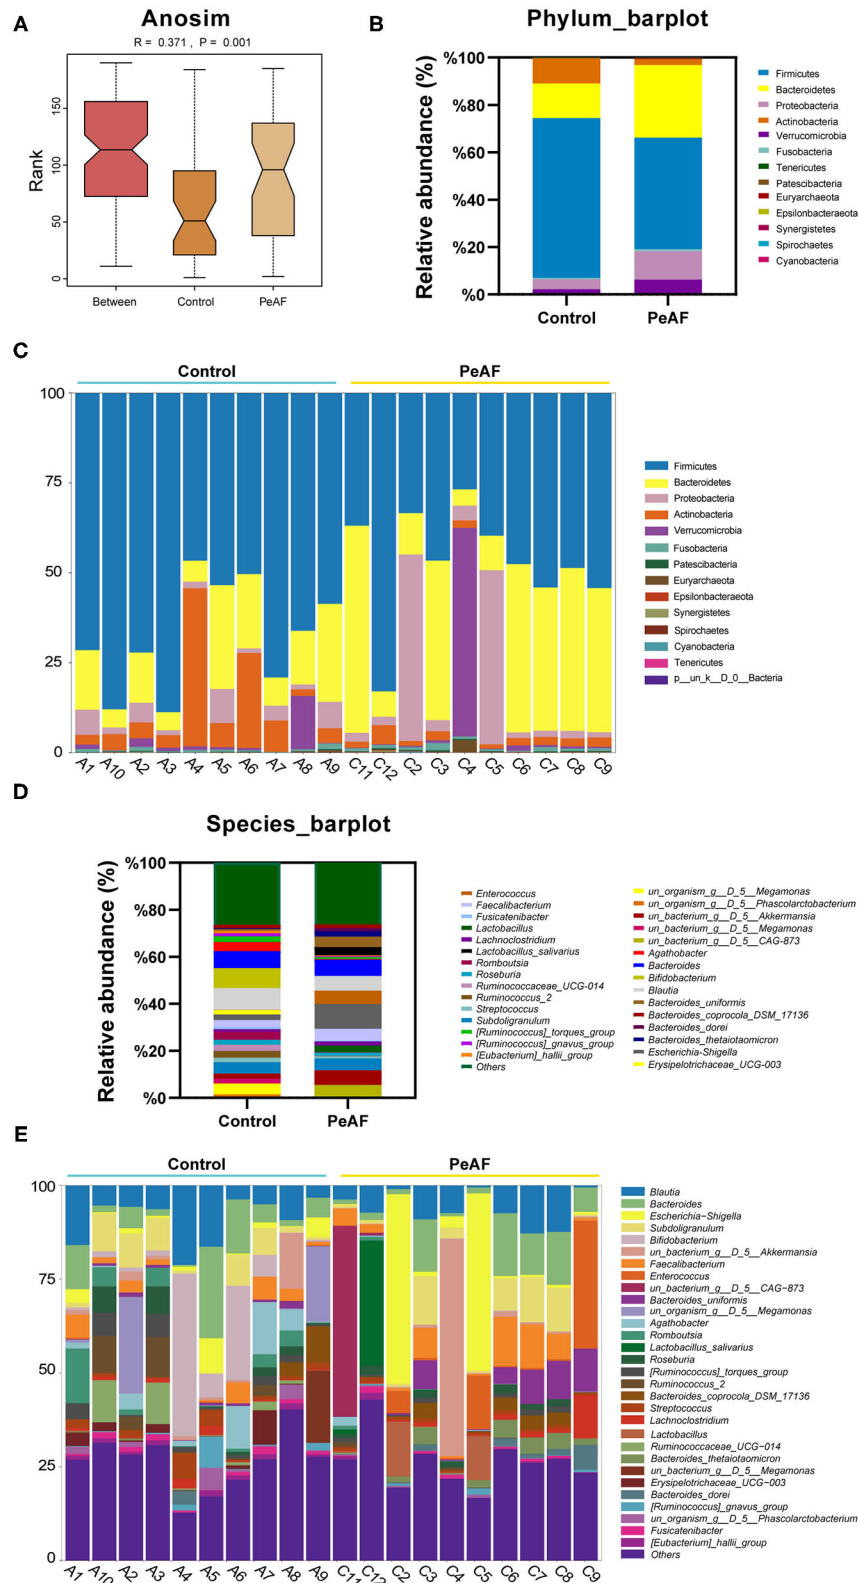 A
Anosim
R = 0.371 , P = 0.001
Rank
150
100
50
0
Between
Control
PeAF
B
Phylum_barplot
Relative abundance (%)
%100
%80
%60
%40
%20
%0
Control
PeAF
Firmicutes
Bacteroidetes
Proteobacteria
Actinobacteria
Verrucomicrobia
Fusobacteria
Tenericutes
Patescibacteria
Euryarchaeota
Epsilonbacteraeota
Synergistetes
Spirochaetes
Cyanobacteria
C
Control
PeAF
100
75
50
25
0
A1
A10
A2
A3
A4
A5
A6
A7
A8
A9
C11
C12
C2
C3
C4
C5
C6
C7
C8
C9
Firmicutes
Bacteroidetes
Proteobacteria
Actinobacteria
Verrucomicrobia
Fusobacteria
Patescibacteria
Euryarchaeota
Epsilonbacteraeota
Synergistetes
Spirochaetes
Cyanobacteria
Tenericutes
p__un_k__D_0__Bacteria
D
Species_barplot
Relative abundance (%)
%100
%80
%60
%40
%20
%0
Control
PeAF
Enterococcus
Faecalibacterium
Fusicatenibacter
Lactobacillus
Lachnoclostridium
Lactobacillus_salivarius
Romboutsia
Roseburia
Ruminococcaceae_UCG-014
Ruminococcus_2
Streptococcus
Subdoligranulum
[Ruminococcus]_torques_group
[Ruminococcus]_gnavus_group
[Eubacterium]_hallii_group
Others
un_organism_g__D_5__Megamonas
un_organism_g__D_5__Phascolarctobacterium
un_bacterium_g__D_5__Akkermansia
un_bacterium_g__D_5__Megamonas
un_bacterium_g__D_5__CAG-873
Agathobacter
Bacteroides
Bifidobacterium
Blautia
Bacteroides_uniformis
Bacteroides_coprocola_DSM_17136
Bacteroides_dorei
Bacteroides_thetaiotaomicron
Escherichia-Shigella
Erysipelotrichaceae_UCG-003
E
Control
PeAF
100
75
50
25
0
A1
A10
A2
A3
A4
A5
A6
A7
A8
A9
C11
C12
C2
C3
C4
C5
C6
C7
C8
C9
Blautia
Bacteroides
Escherichia−Shigella
Subdoligranulum
Bifidobacterium
un_bacterium_g__D_5__Akkermansia
Faecalibacterium
Enterococcus
un_bacterium_g__D_5__CAG−873
Bacteroides_uniformis
un_organism_g__D_5__Megamonas
Agathobacter
Romboutsia
Lactobacillus_salivarius
Roseburia
[Ruminococcus]_torques_group
Ruminococcus_2
Bacteroides_coprocola_DSM_17136
Streptococcus
Lachnoclostridium
Lactobacillus
Ruminococcaceae_UCG−014
Bacteroides_thetaiotaomicron
un_bacterium_g__D_5__Megamonas
Erysipelotrichaceae_UCG−003
Bacteroides_dorei
[Ruminococcus]_gnavus_group
un_organism_g__D_5__Phascolarctobacterium
Fusicatenibacter
[Eubacterium]_hallii_group
Others